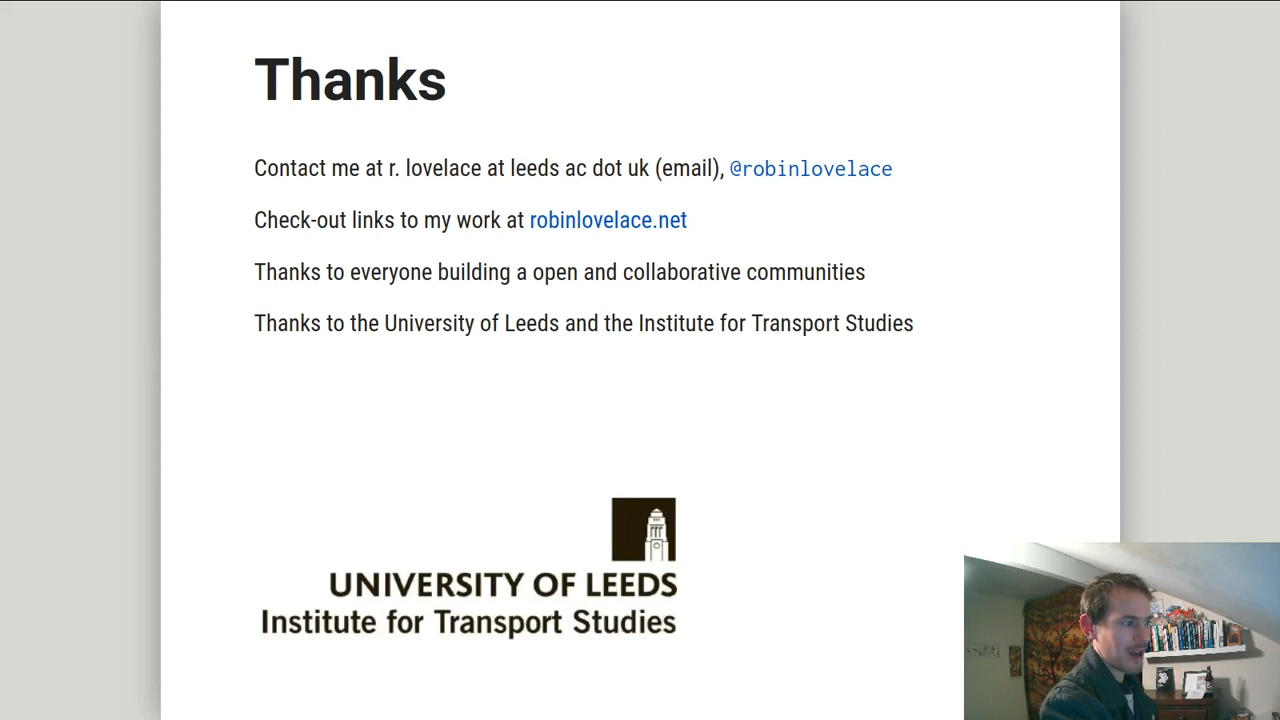 Thanks
Contact me at r. lovelace at leeds ac dot uk (email), @robinlovelace
Check-out links to my work at robinlovelace.net
Thanks to everyone building a open and collaborative communities
Thanks to the University of Leeds and the Institute for Transport Studies
UNIVERSITY OF LEEDS
Institute for Transport Studies